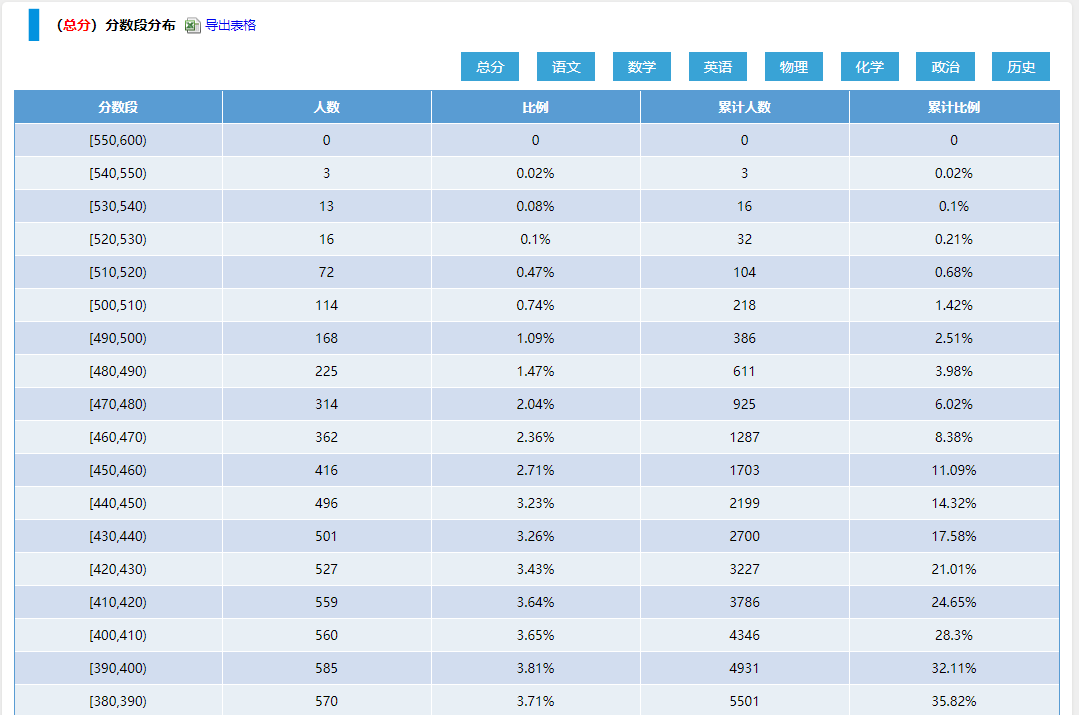 （总分）分数段分布 导出表格
总分 语文 数学 英语 物理 化学 政治 历史
分数段 人数 比例 累计人数 累计比例
[550,600) 0 0 0 0
[540,550) 3 0.02% 3 0.02%
[530,540) 13 0.08% 16 0.1%
[520,530) 16 0.1% 32 0.21%
[510,520) 72 0.47% 104 0.68%
[500,510) 114 0.74% 218 1.42%
[490,500) 168 1.09% 386 2.51%
[480,490) 225 1.47% 611 3.98%
[470,480) 314 2.04% 925 6.02%
[460,470) 362 2.36% 1287 8.38%
[450,460) 416 2.71% 1703 11.09%
[440,450) 496 3.23% 2199 14.32%
[430,440) 501 3.26% 2700 17.58%
[420,430) 527 3.43% 3227 21.01%
[410,420) 559 3.64% 3786 24.65%
[400,410) 560 3.65% 4346 28.3%
[390,400) 585 3.81% 4931 32.11%
[380,390) 570 3.71% 5501 35.82%